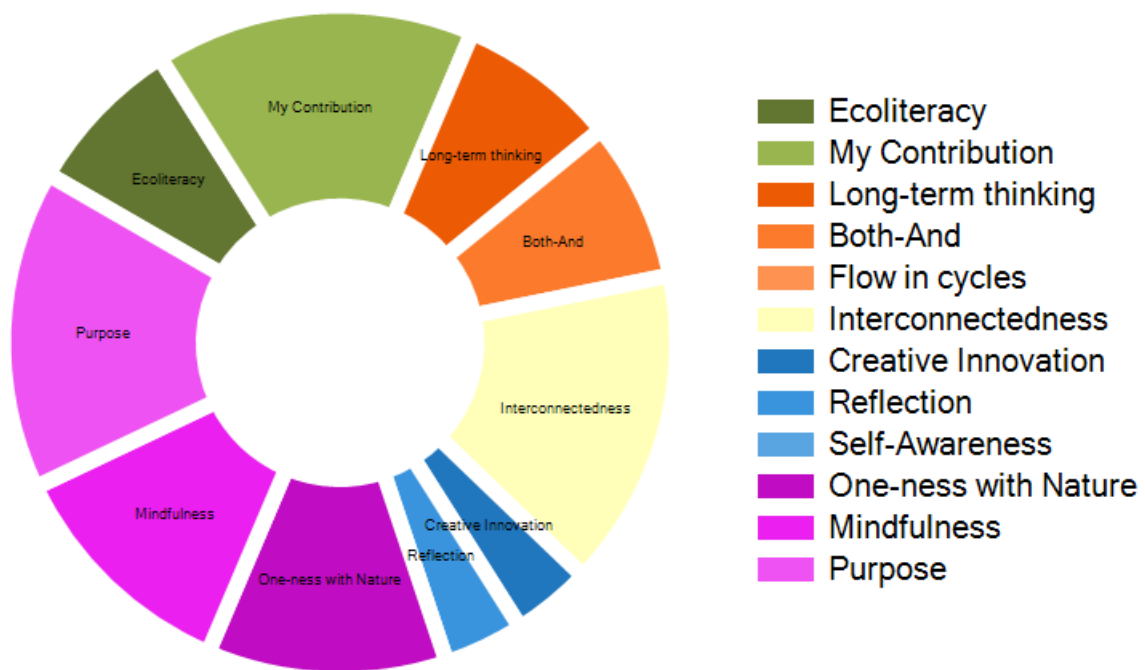 My Contribution
Long-term thinking
Ecoliteracy
Both-And
Purpose
Interconnectedness
Mindfulness
Creative Innovation
Reflection
One-ness with Nature
Ecoliteracy
My Contribution
Long-term thinking
Both-And
Flow in cycles
Interconnectedness
Creative Innovation
Reflection
Self-Awareness
One-ness with Nature
Mindfulness
Purpose